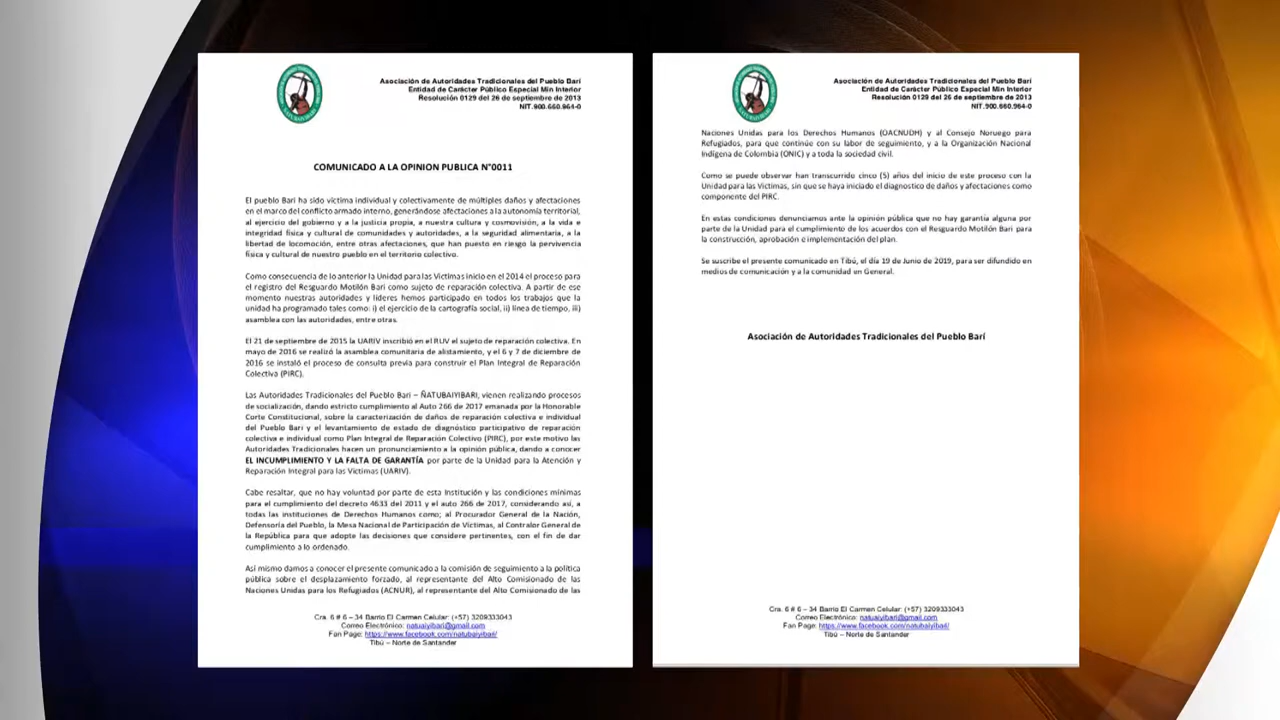 Asociación de Autoridades Tradicionales del Pueblo Barí
Entidad de Carácter Público Especial Min Interior
Resolución 0129 del 26 de septiembre de 2013
NIT.900.660.964-0
COMUNICADO A LA OPINION PUBLICA N°0011
El pueblo Barí ha sido víctima individual y colectivamente de múltiples daños y afectaciones
en el marco del conflicto armado interno, generándose afectaciones a la autonomía territorial,
al ejercicio del gobierno y a la justicia propia, a nuestra cultura y cosmovisión, a la vida e
integridad física y cultural de comunidades y autoridades, a la seguridad alimentaria, a la
libertad de locomoción, entre otras afectaciones, que han puesto en riesgo la pervivencia
física y cultural de nuestro pueblo en el territorio colectivo.
Como consecuencia de lo anterior la Unidad para las Víctimas inicio en el 2014 el proceso para
el registro del Resguardo Motilón Barí como sujeto de reparación colectiva. A partir de ese
momento nuestras autoridades y líderes hemos participado en todos los trabajos que la
unidad ha programado tales como: i) el ejercicio de la cartografía social, ii) línea de tiempo, iii)
asamblea con las autoridades, entre otras.
El 21 de septiembre de 2015 la UARIV inscribió en el RUV el sujeto de reparación colectiva. En
mayo de 2016 se realizó la asamblea comunitaria de alistamiento, y el 6 y 7 de diciembre de
2016 se instaló el proceso de consulta previa para construir el Plan Integral de Reparación
Colectiva (PIRC).
Las Autoridades Tradicionales del Pueblo Barí – ÑATUBAIYIBARI, vienen realizando procesos
de socialización, dando estricto cumplimiento al Auto 266 de 2017 emanada por la Honorable
Corte Constitucional, sobre la caracterización de daños de reparación colectiva e individual
del Pueblo Barí y el levantamiento de estado de diagnóstico participativo de reparación
colectiva e individual como Plan Integral de Reparación Colectivo (PIRC), por este motivo las
Autoridades Tradicionales hacen un pronunciamiento a la opinión pública, dando a conocer
EL INCUMPLIMIENTO Y LA FALTA DE GARANTÍA por parte de la Unidad para la Atención y
Reparación Integral para las Víctimas (UARIV).
Cabe resaltar, que no hay voluntad por parte de esta Institución y las condiciones mínimas
para el cumplimiento del decreto 4633 del 2011 y el auto 266 de 2017, considerando así, a
todas las instituciones de Derechos Humanos como; al Procurador General de la Nación,
Defensoría del Pueblo, la Mesa Nacional de Participación de Víctimas, al Contralor General de
la República para que adopte las decisiones que considere pertinentes, con el fin de dar
cumplimiento a lo ordenado.
Así mismo damos a conocer el presente comunicado a la comisión de seguimiento a la política
pública sobre el desplazamiento forzado, al representante del Alto Comisionado de las
Naciones Unidas para los Refugiados (ACNUR), al representante del Alto Comisionado de las
Cra. 6 # 6 – 34 Barrio El Carmen Celular: (+57) 3209333043
Correo Electrónico: natuaiyibari@gmail.com
Fan Page: https://www.facebook.com/natubaiyibari/
Tibú – Norte de Santander
Asociación de Autoridades Tradicionales del Pueblo Barí
Entidad de Carácter Público Especial Min Interior
Resolución 0129 del 26 de septiembre de 2013
NIT.900.660.964-0
Naciones Unidas para los Derechos Humanos (OACNUDH) y al Consejo Noruego para
Refugiados, para que continúe con su labor de seguimiento, y a la Organización Nacional
Indígena de Colombia (ONIC) y a toda la sociedad civil.
Como se puede observar han transcurrido cinco (5) años del inicio de este proceso con la
Unidad para las Víctimas, sin que se haya iniciado el diagnostico de daños y afectaciones como
componente del PIRC.
En estas condiciones denunciamos ante la opinión pública que no hay garantía alguna por
parte de la Unidad para el cumplimiento de los acuerdos con el Resguardo Motilón Barí para
la construcción, aprobación e implementación del plan.
Se suscribe el presente comunicado en Tibú, el día 19 de Junio de 2019, para ser difundido en
medios de comunicación y a la comunidad en General.
Asociación de Autoridades Tradicionales del Pueblo Barí
Cra. 6 # 6 – 34 Barrio El Carmen Celular: (+57) 3209333043
Correo Electrónico: natuaiyibari@gmail.com
Fan Page: https://www.facebook.com/natubaiyibari/
Tibú – Norte de Santander